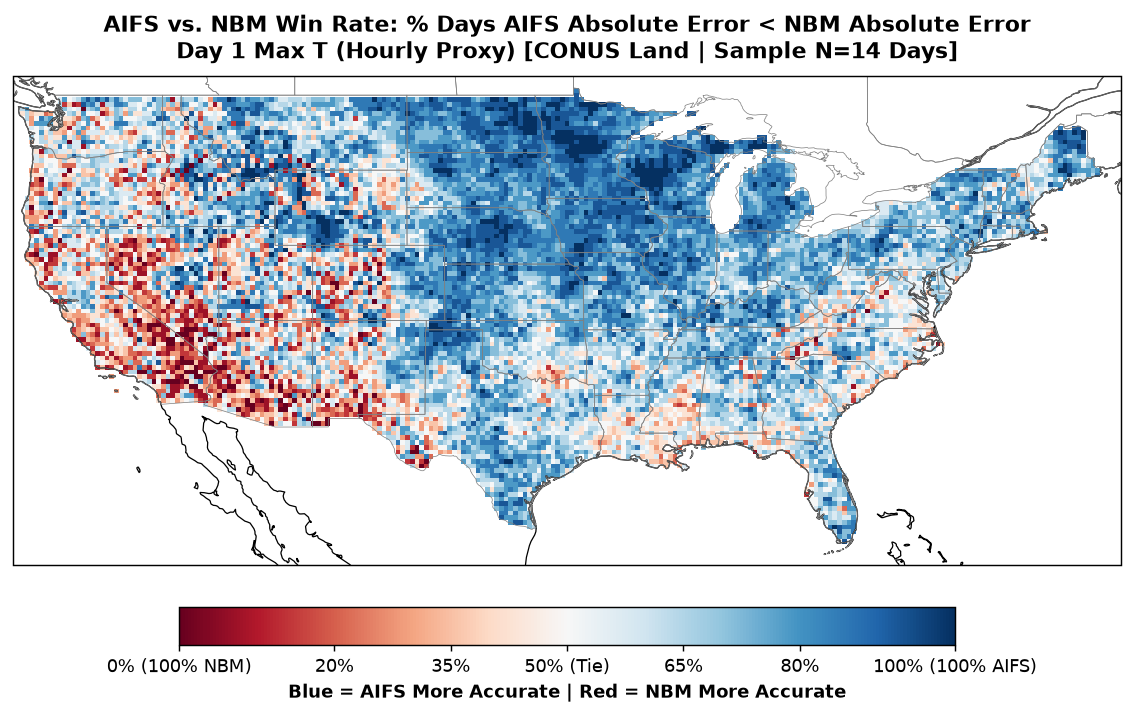 AIFS vs. NBM Win Rate: % Days AIFS Absolute Error < NBM Absolute Error
Day 1 Max T (Hourly Proxy) [CONUS Land | Sample N=14 Days]
0% (100% NBM) 20% 35% 50% (Tie) 65% 80% 100% (100% AIFS)
Blue = AIFS More Accurate | Red = NBM More Accurate